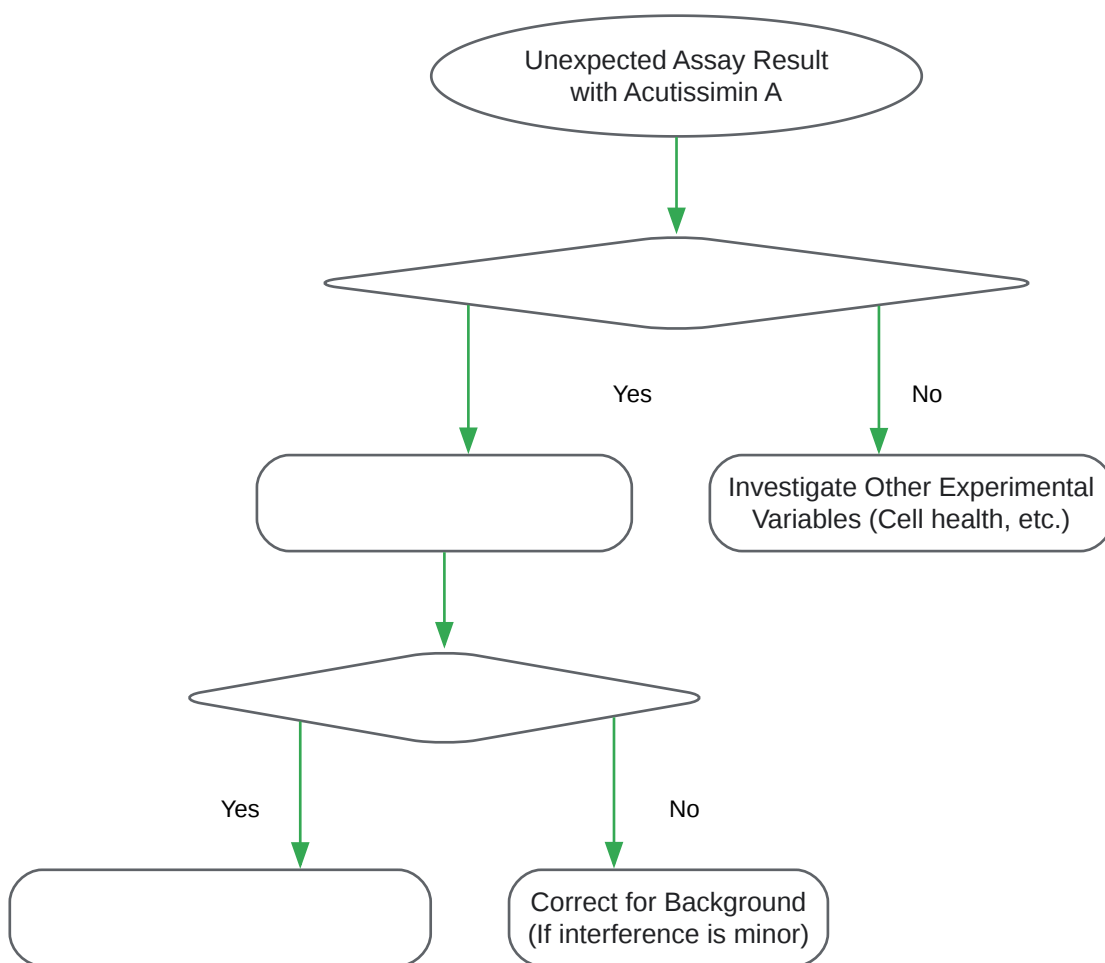 Unexpected Assay Result
with Acutissimin A
Yes
No
Investigate Other Experimental
Variables (Cell health, etc.)
Yes
No
Correct for Background
(If interference is minor)